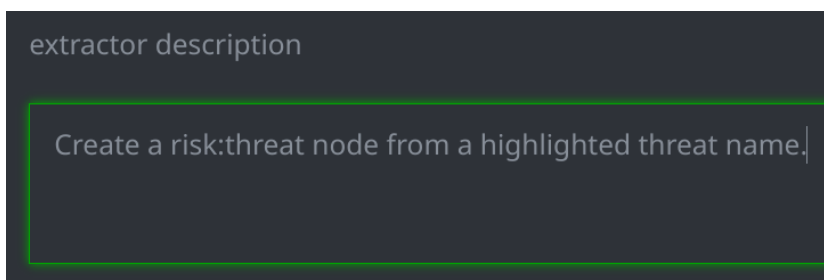 extractor description
Create a risk:threat node from a highlighted threat name.